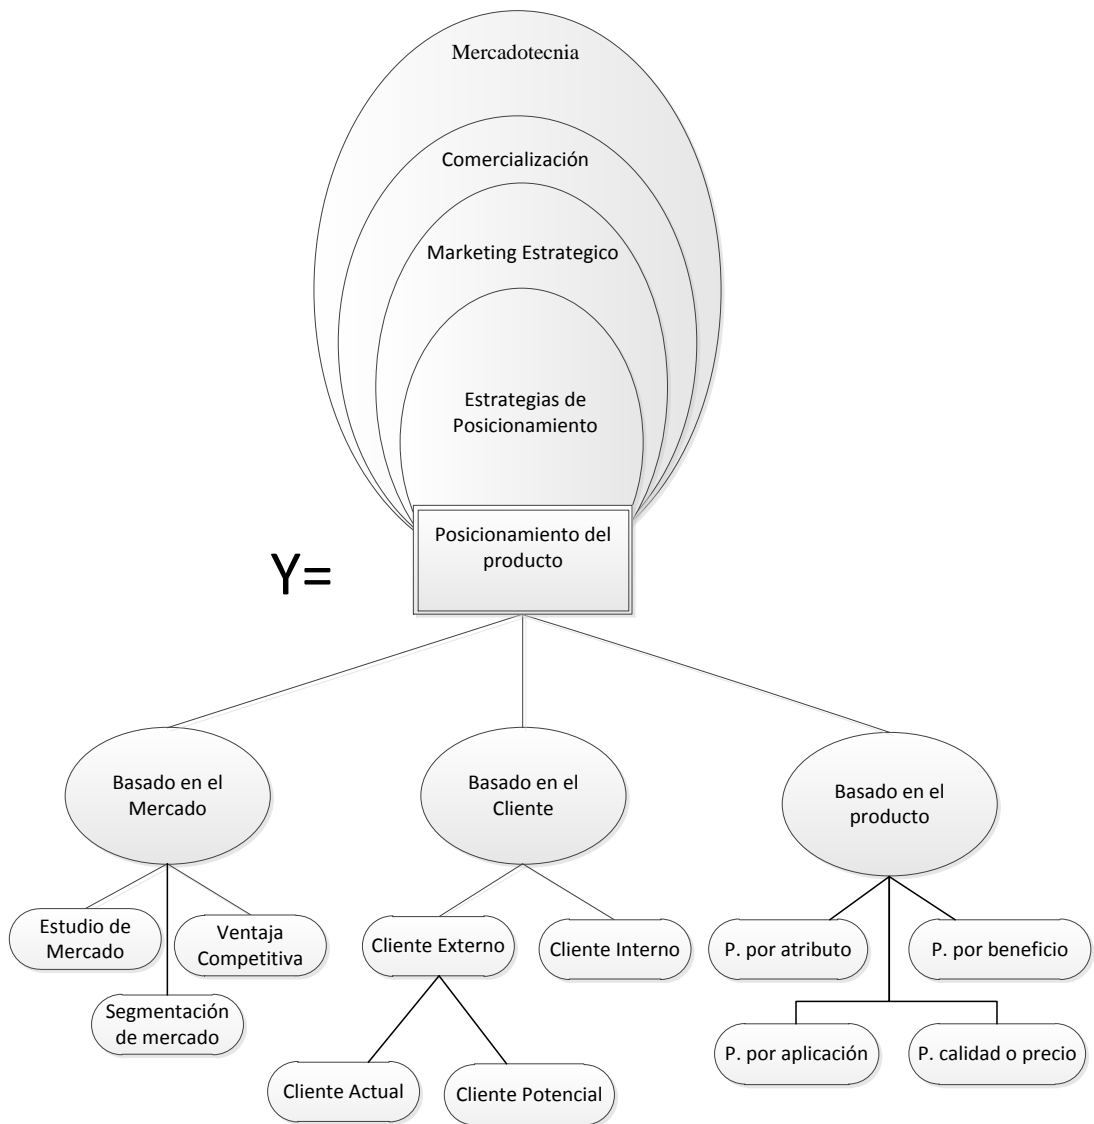 Mercadotecnia
Comercialización
Marketing Estrategico
Estrategias de
Posicionamiento
Posicionamiento del
producto
Y=
Basado en el
Mercado
Basado en el
Cliente
Basado en el
producto
Estudio de
Mercado
Ventaja
Competitiva
Segmentación
de mercado
Cliente Externo
Cliente Interno
Cliente Actual
Cliente Potencial
P. por atributo
P. por beneficio
P. por aplicación
P. calidad o precio